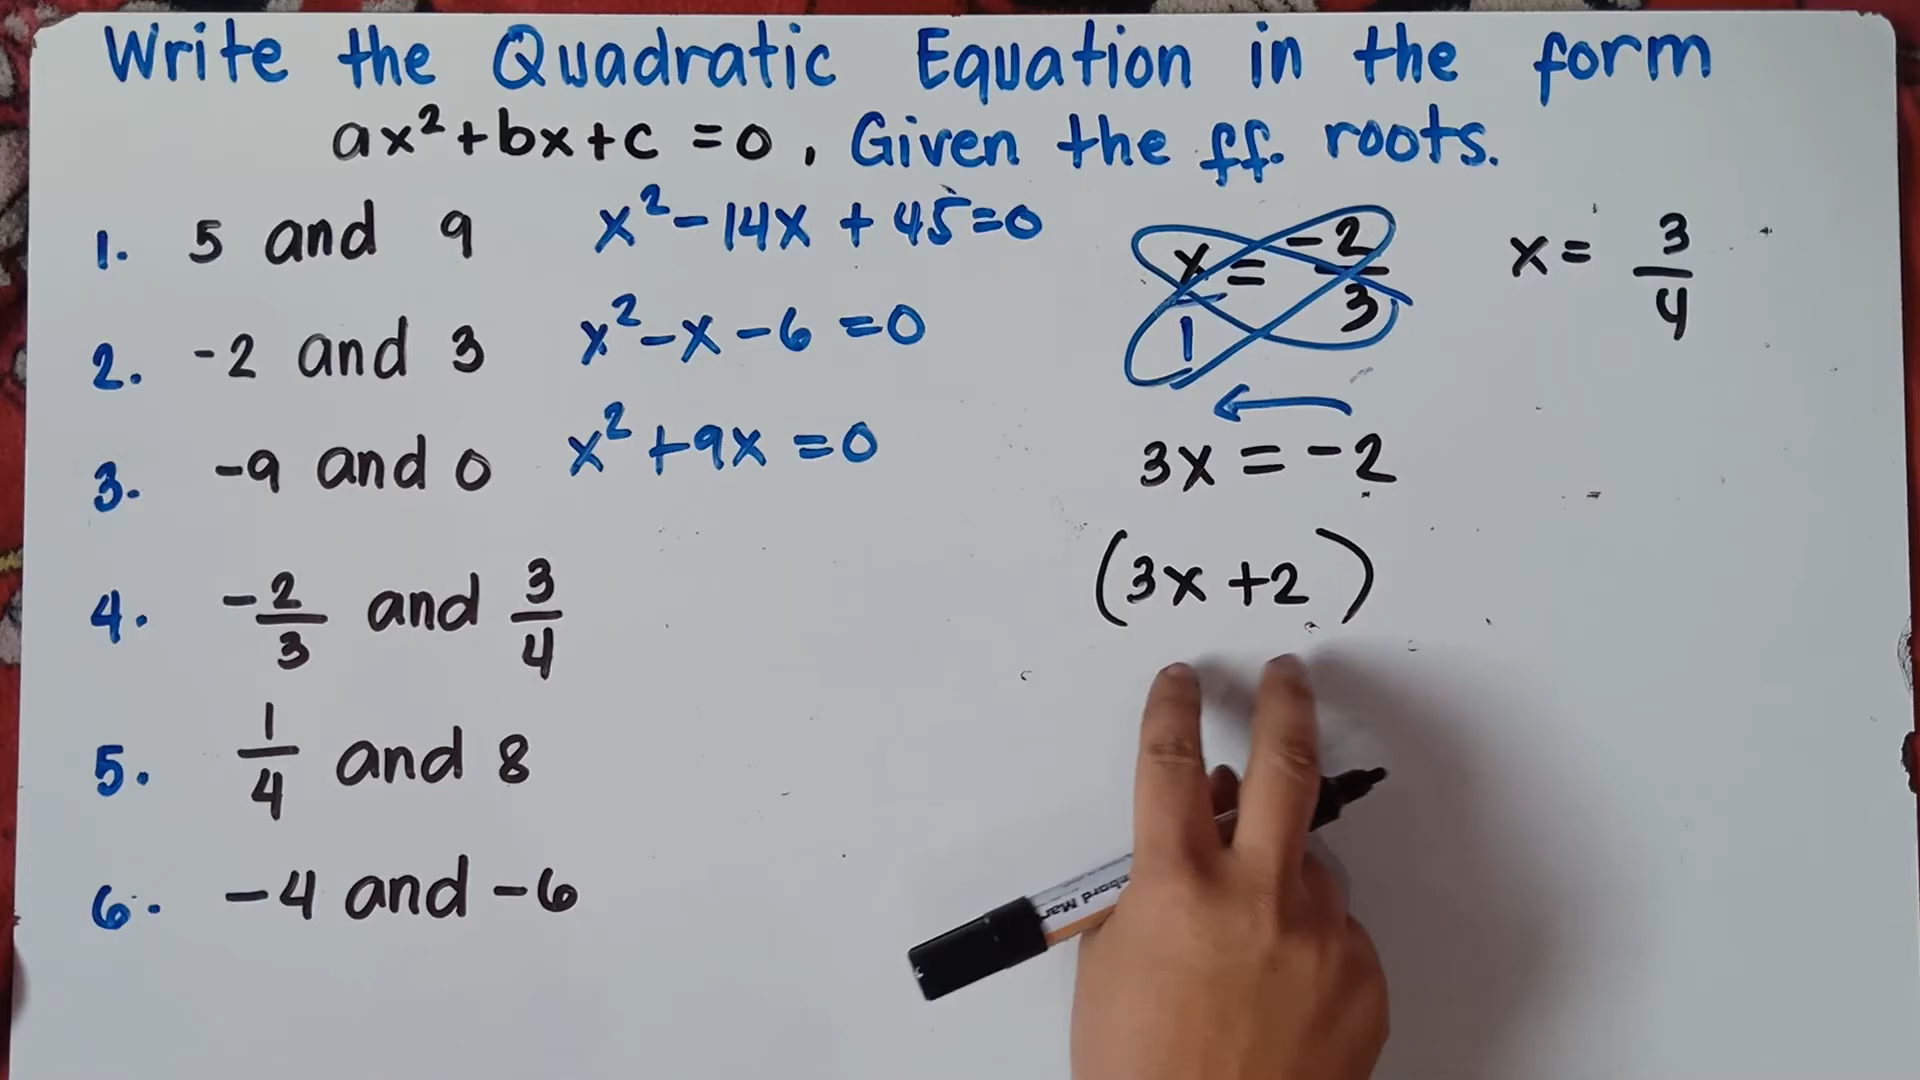 Write the Quadratic Equation in the form
ax²+bx+c =0, Given the ff. roots.
1. 5 and 9 x²-14x+45=0
2. -2 and 3 x²-x-6=0
3. -9 and 0 x²+9x=0
4. -2/3 and 3/4
5. 1/4 and 8
6. -4 and -6
x/1 = -2/3
3x = -2
(3x+2)
x = 3/4